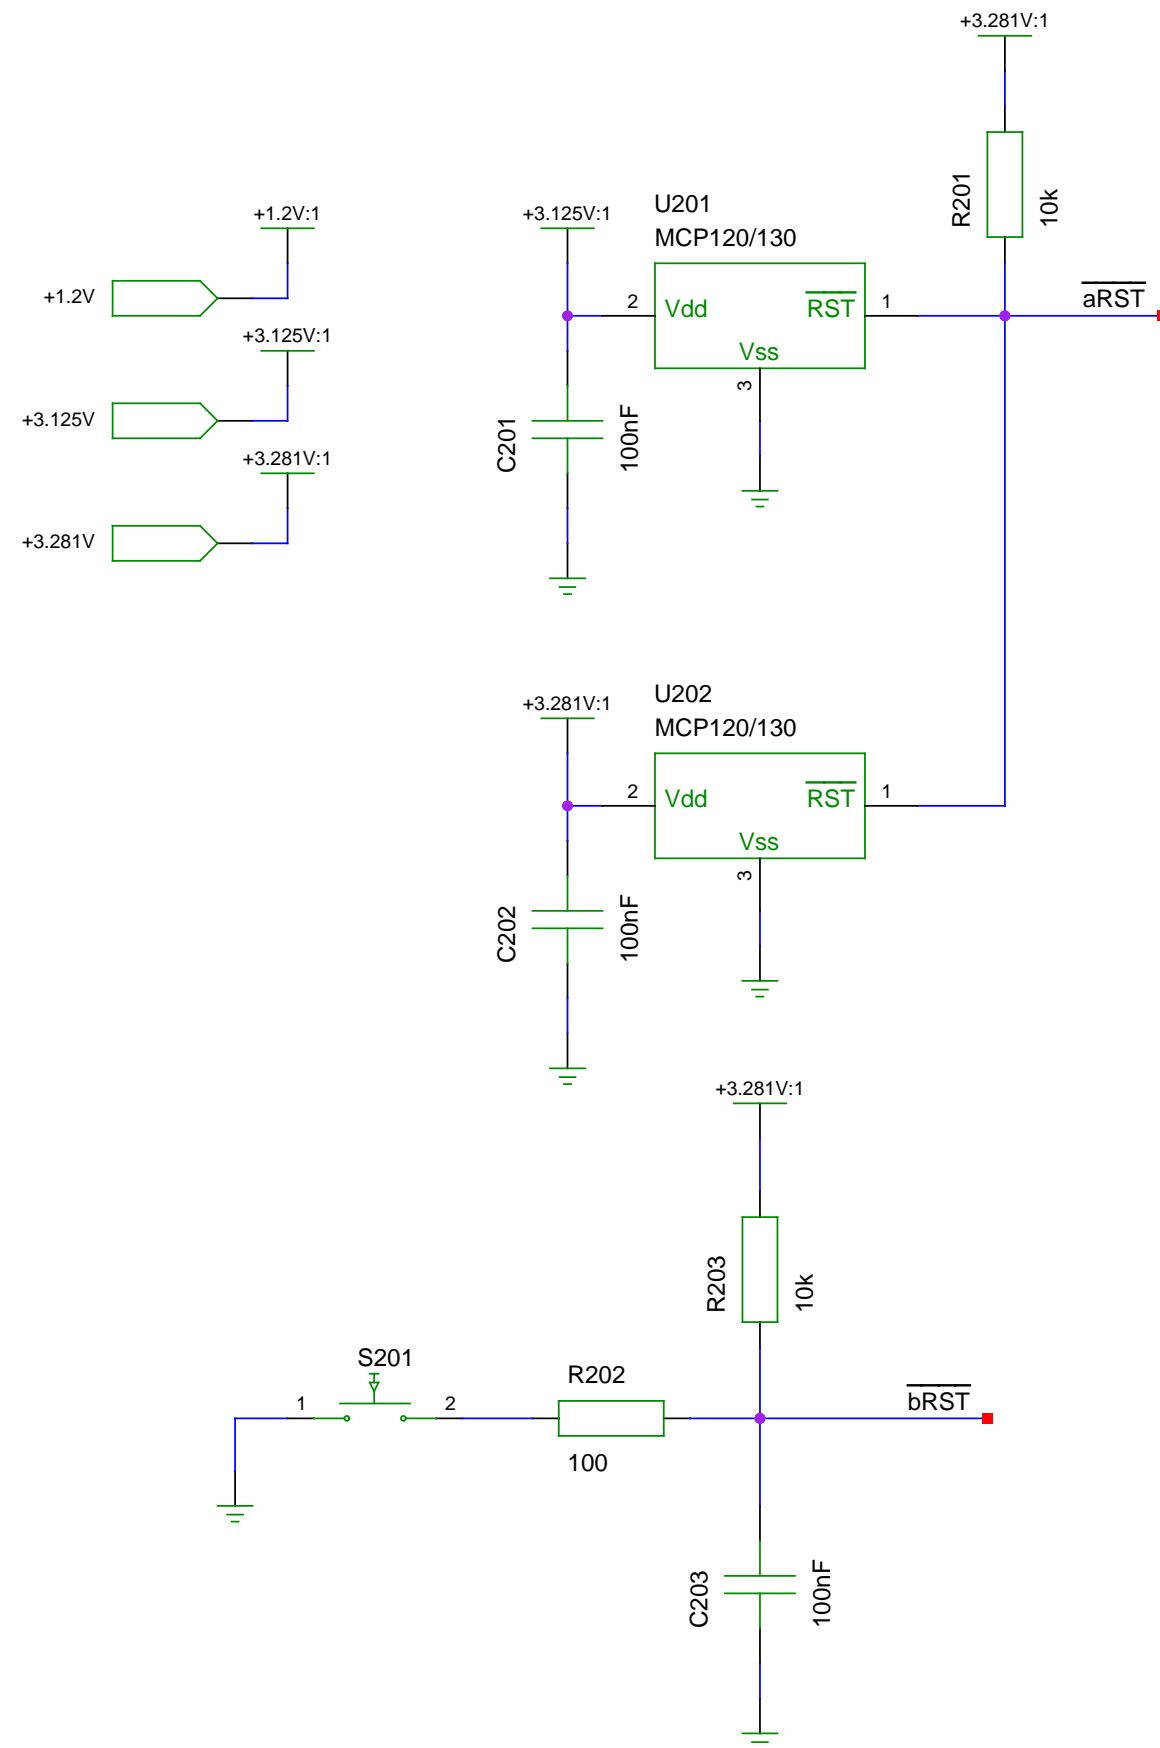 +3.281V:1
R201
10k
+1.2V:1
+1.2V
+3.125V:1
+3.125V
+3.281V:1
+3.281V
+3.125V:1
U201
MCP120/130
2
Vdd
RST
1
Vss
3
aRST
C201
100nF
+3.281V:1
U202
MCP120/130
2
Vdd
RST
1
Vss
3
C202
100nF
+3.281V:1
R203
10k
S201
1
2
R202
100
bRST
C203
100nF